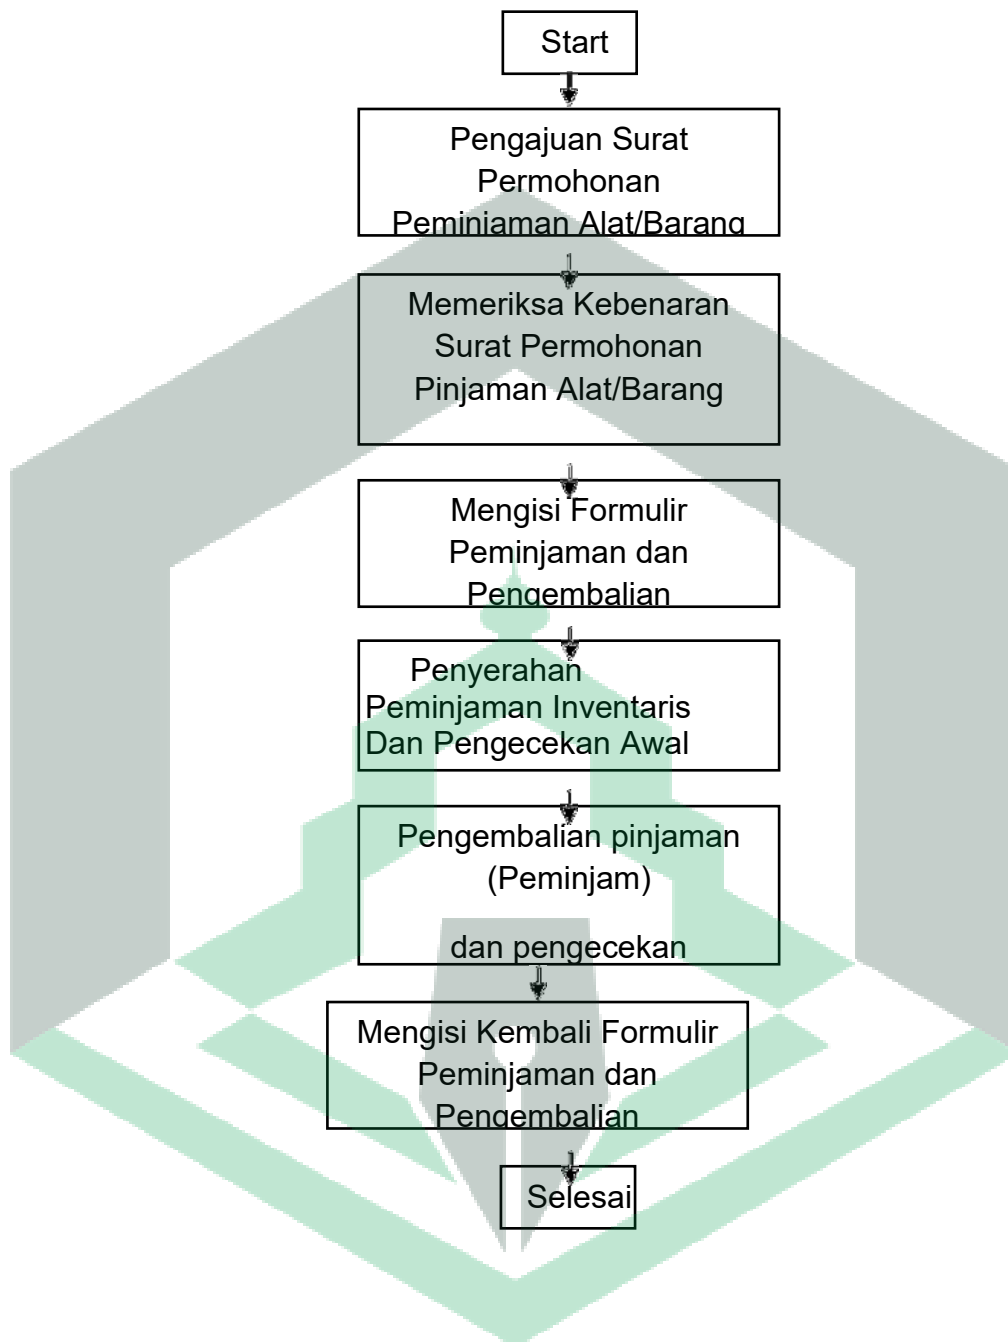 Start
Pengajuan Surat
Permohonan
Peminjaman Alat/Barang
Memeriksa Kebenaran
Surat Permohonan
Pinjaman Alat/Barang
Mengisi Formulir
Peminjaman dan
Pengembalian
Penyerahan
Peminjaman Inventaris
Dan Pengecekan Awal
Pengembalian pinjaman
(Peminjam)
dan pengecekan
Mengisi Kembali Formulir
Peminjaman dan
Pengembalian
Selesai